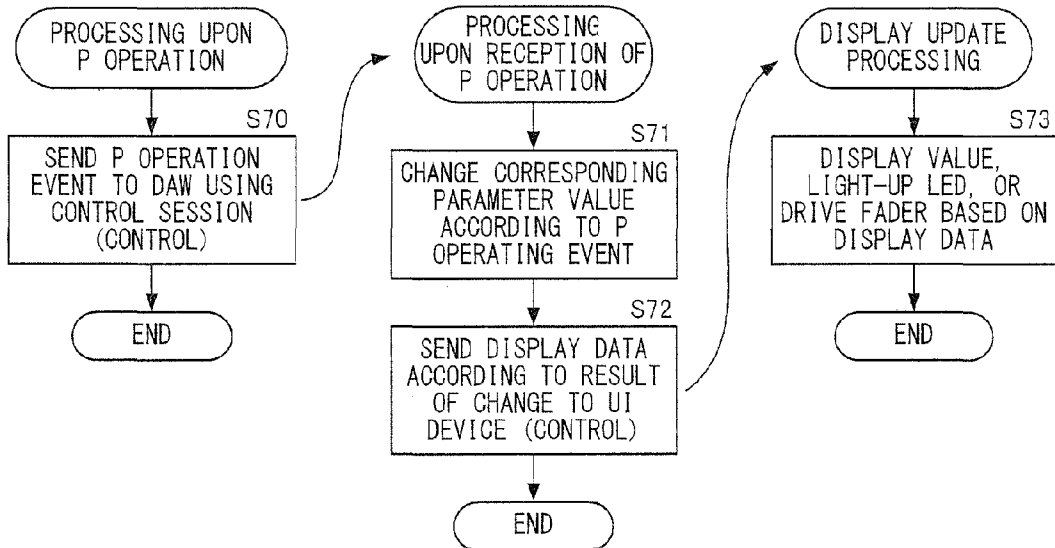 PROCESSING UPON
P OPERATION
S70
SEND P OPERATION
EVENT TO DAW USING
CONTROL SESSION
(CONTROL)
END
PROCESSING
UPON RECEPTION OF
P OPERATION
S71
CHANGE CORRESPONDING
PARAMETER VALUE
ACCORDING TO P
OPERATING EVENT
S72
SEND DISPLAY DATA
ACCORDING TO RESULT
OF CHANGE TO UI
DEVICE (CONTROL)
END
DISPLAY UPDATE
PROCESSING
S73
DISPLAY VALUE,
LIGHT-UP LED, OR
DRIVE FADER BASED ON
DISPLAY DATA
END